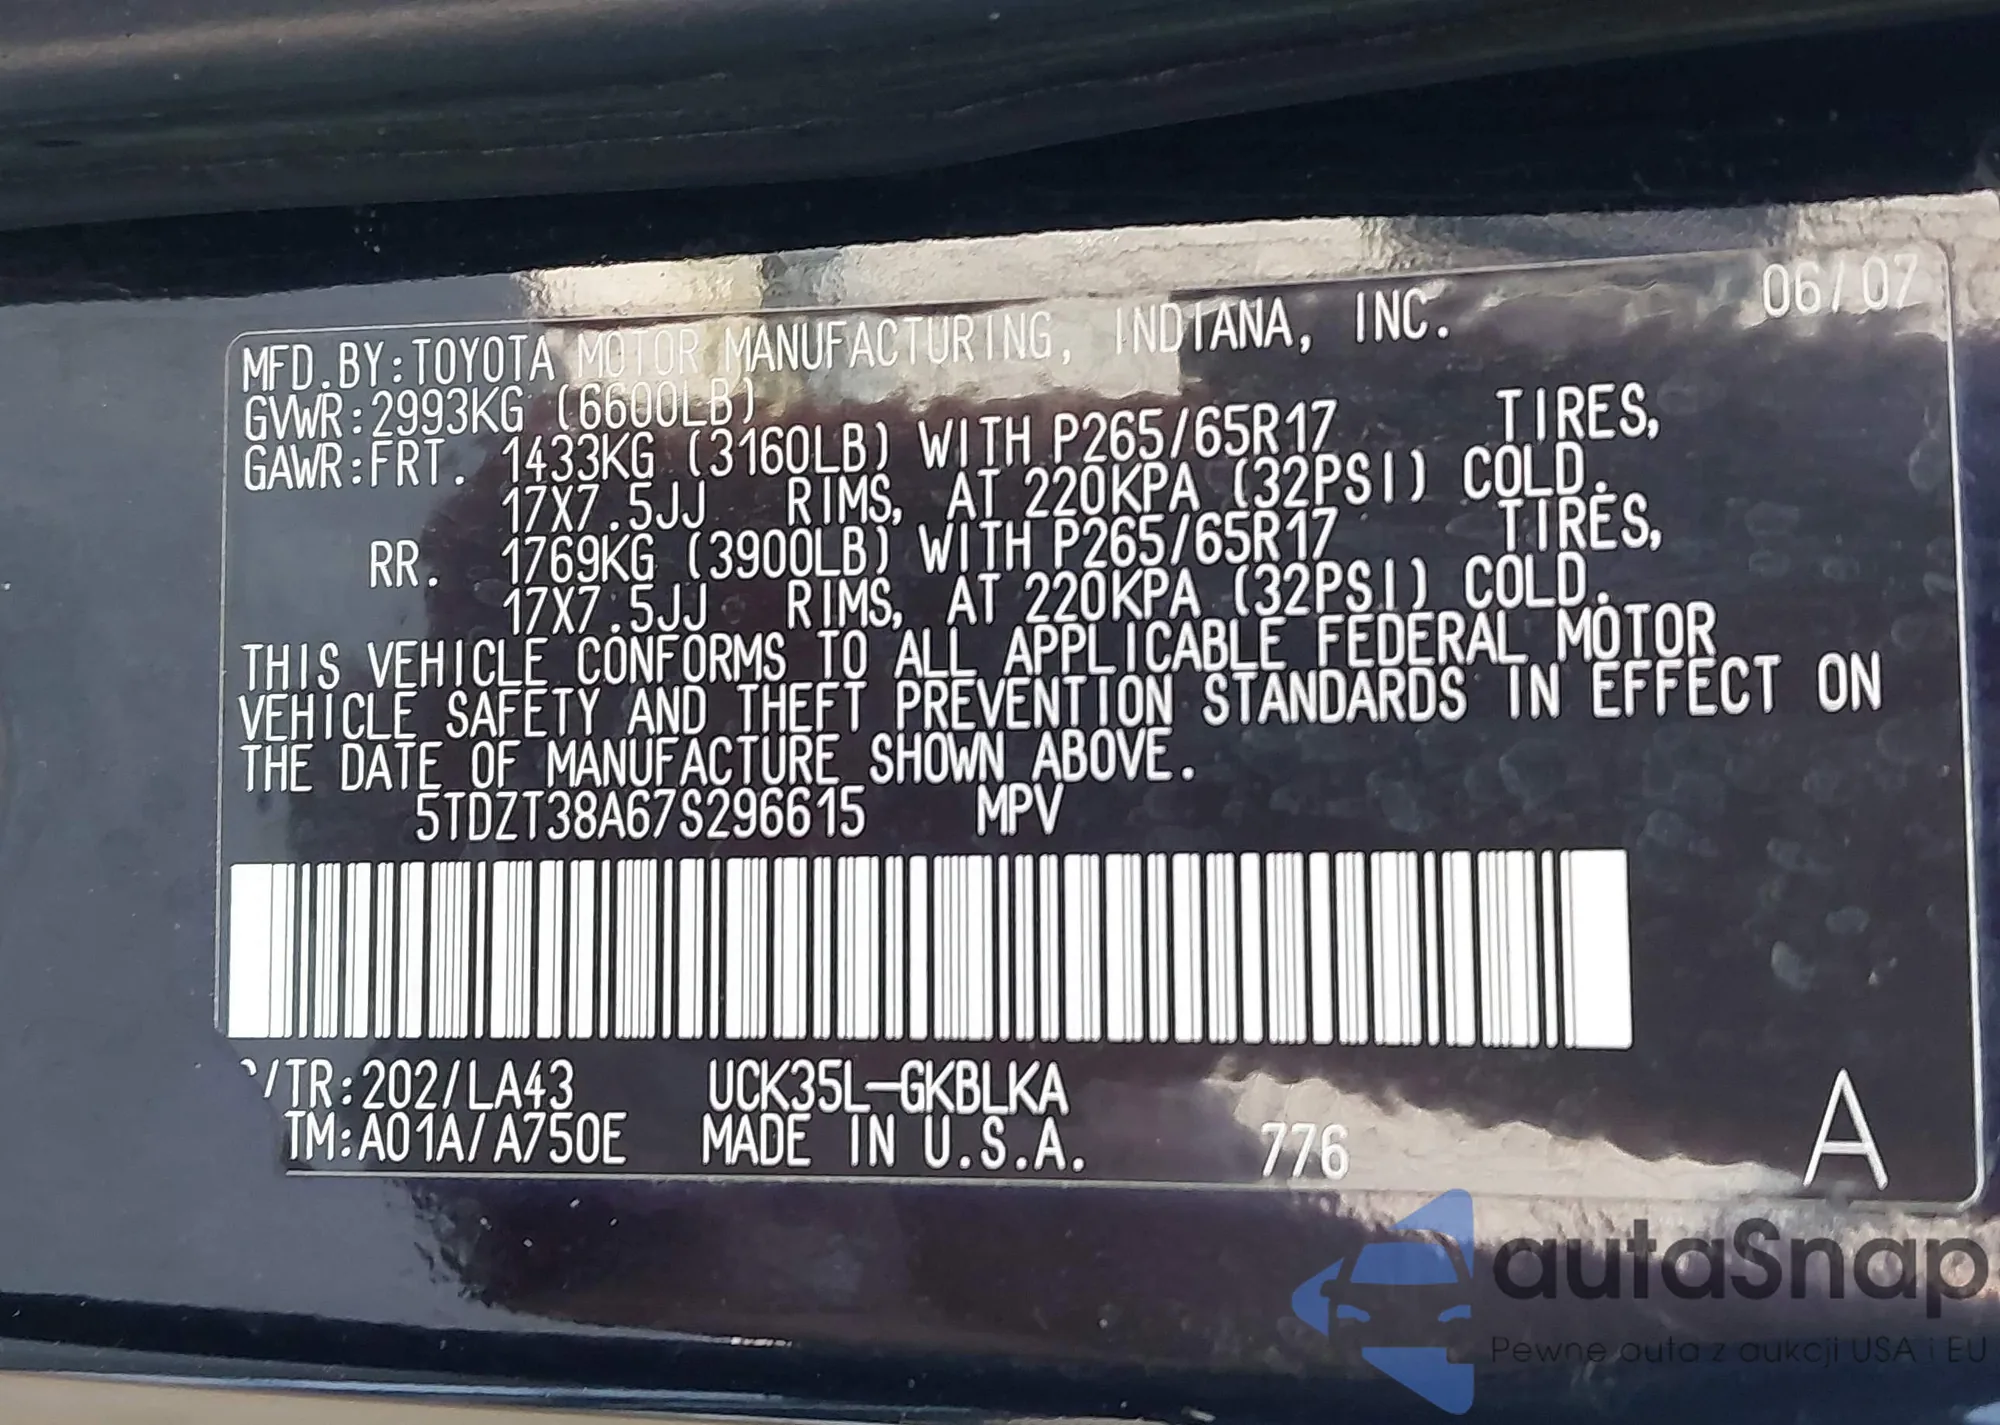 06/07
MFD.BY:TOYOTA MOTOR MANUFACTURING, INDIANA, INC.
GVWR:2993KG (6600LB)
GAWR:FRT. 1433KG (3160LB) WITH P265/65R17 TIRES,
17X7.5JJ RIMS, AT 220KPA (32PSI) COLD.
RR. 1769KG (3900LB) WITH P265/65R17 TIRES,
17X7.5JJ RIMS, AT 220KPA (32PSI) COLD.
THIS VEHICLE CONFORMS TO ALL APPLICABLE FEDERAL MOTOR
VEHICLE SAFETY AND THEFT PREVENTION STANDARDS IN EFFECT ON
THE DATE OF MANUFACTURE SHOWN ABOVE.
5TDZT38A67S296615 MPV
/TR:202/LA43 UCK35L-GKBLKA
TM:A01A/A750E MADE IN U.S.A. 776 A
autaSnap
Pewne auta z aukcji USA i EU